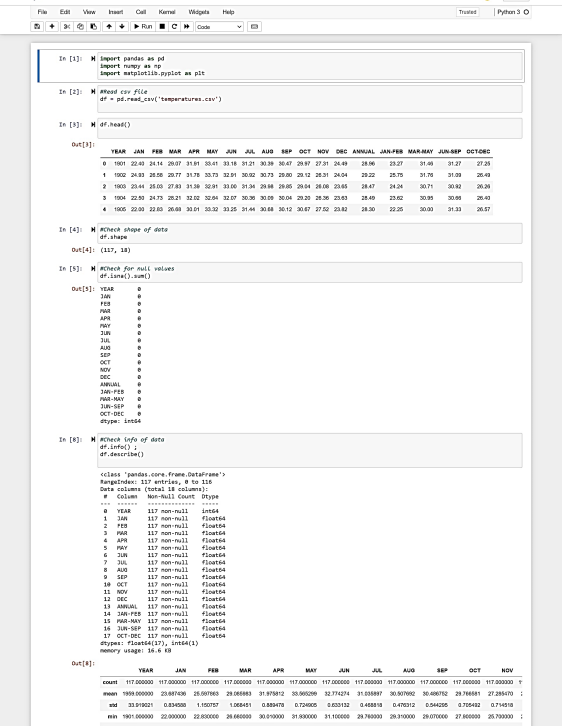 File Edit View Insert Cell Kernel Widgets Help Trusted Python 3
Run Code
In [1]: import pandas as pd
import numpy as np
import matplotlib.pyplot as plt
In [2]: #Read csv file
df = pd.read_csv('temperatures.csv')
In [3]: df.head()
Out[3]:
YEAR JAN FEB MAR APR MAY JUN JUL AUG SEP OCT NOV DEC ANNUAL JAN-FEB MAR-MAY JUN-SEP OCT-DEC
0 1901 22.40 24.14 29.07 31.91 33.41 33.18 31.21 30.39 30.47 29.97 27.31 24.49 28.96 23.27 31.46 31.27 27.25
1 1902 24.93 26.58 29.77 31.78 33.73 32.91 30.92 30.73 29.80 29.12 26.31 24.04 29.22 25.75 31.76 31.09 26.49
2 1903 23.44 25.03 27.83 31.39 32.91 33.00 31.34 29.98 29.85 29.04 26.08 23.65 28.47 24.24 30.71 30.92 26.26
3 1904 22.50 24.73 28.21 32.02 32.64 32.07 30.36 30.09 30.04 29.20 26.36 23.63 28.49 23.62 30.95 30.66 26.40
4 1905 22.00 22.83 26.68 30.01 33.32 33.25 31.44 30.68 30.12 30.67 27.52 23.82 28.30 22.25 30.00 31.33 26.57
In [4]: #Check shape of data
df.shape
Out[4]: (117, 18)
In [5]: #Check for null values
df.isna().sum()
Out[5]: YEAR 0
JAN 0
FEB 0
MAR 0
APR 0
MAY 0
JUN 0
JUL 0
AUG 0
SEP 0
OCT 0
NOV 0
DEC 0
ANNUAL 0
JAN-FEB 0
MAR-MAY 0
JUN-SEP 0
OCT-DEC 0
dtype: int64
In [8]: #Check info of data
df.info() ;
df.describe()
<class 'pandas.core.frame.DataFrame'>
RangeIndex: 117 entries, 0 to 116
Data columns (total 18 columns):
# Column Non-Null Count Dtype
--- ------ -------------- -----
0 YEAR 117 non-null int64
1 JAN 117 non-null float64
2 FEB 117 non-null float64
3 MAR 117 non-null float64
4 APR 117 non-null float64
5 MAY 117 non-null float64
6 JUN 117 non-null float64
7 JUL 117 non-null float64
8 AUG 117 non-null float64
9 SEP 117 non-null float64
10 OCT 117 non-null float64
11 NOV 117 non-null float64
12 DEC 117 non-null float64
13 ANNUAL 117 non-null float64
14 JAN-FEB 117 non-null float64
15 MAR-MAY 117 non-null float64
16 JUN-SEP 117 non-null float64
17 OCT-DEC 117 non-null float64
dtypes: float64(17), int64(1)
memory usage: 16.6 KB
Out[8]:
YEAR JAN FEB MAR APR MAY JUN JUL AUG SEP OCT NOV
count 117.000000 117.000000 117.000000 117.000000 117.000000 117.000000 117.000000 117.000000 117.000000 117.000000 117.000000 117.000000
mean 1959.000000 23.687436 25.597863 29.085983 31.975812 33.565299 32.774274 31.035897 30.507692 30.486752 29.766581 27.285470
std 33.919021 0.834588 1.150757 1.068451 0.889478 0.724905 0.633132 0.468818 0.476312 0.544295 0.705492 0.714518
min 1901.000000 22.000000 22.830000 26.680000 30.010000 31.930000 31.100000 29.760000 29.310000 29.070000 27.900000 25.700000